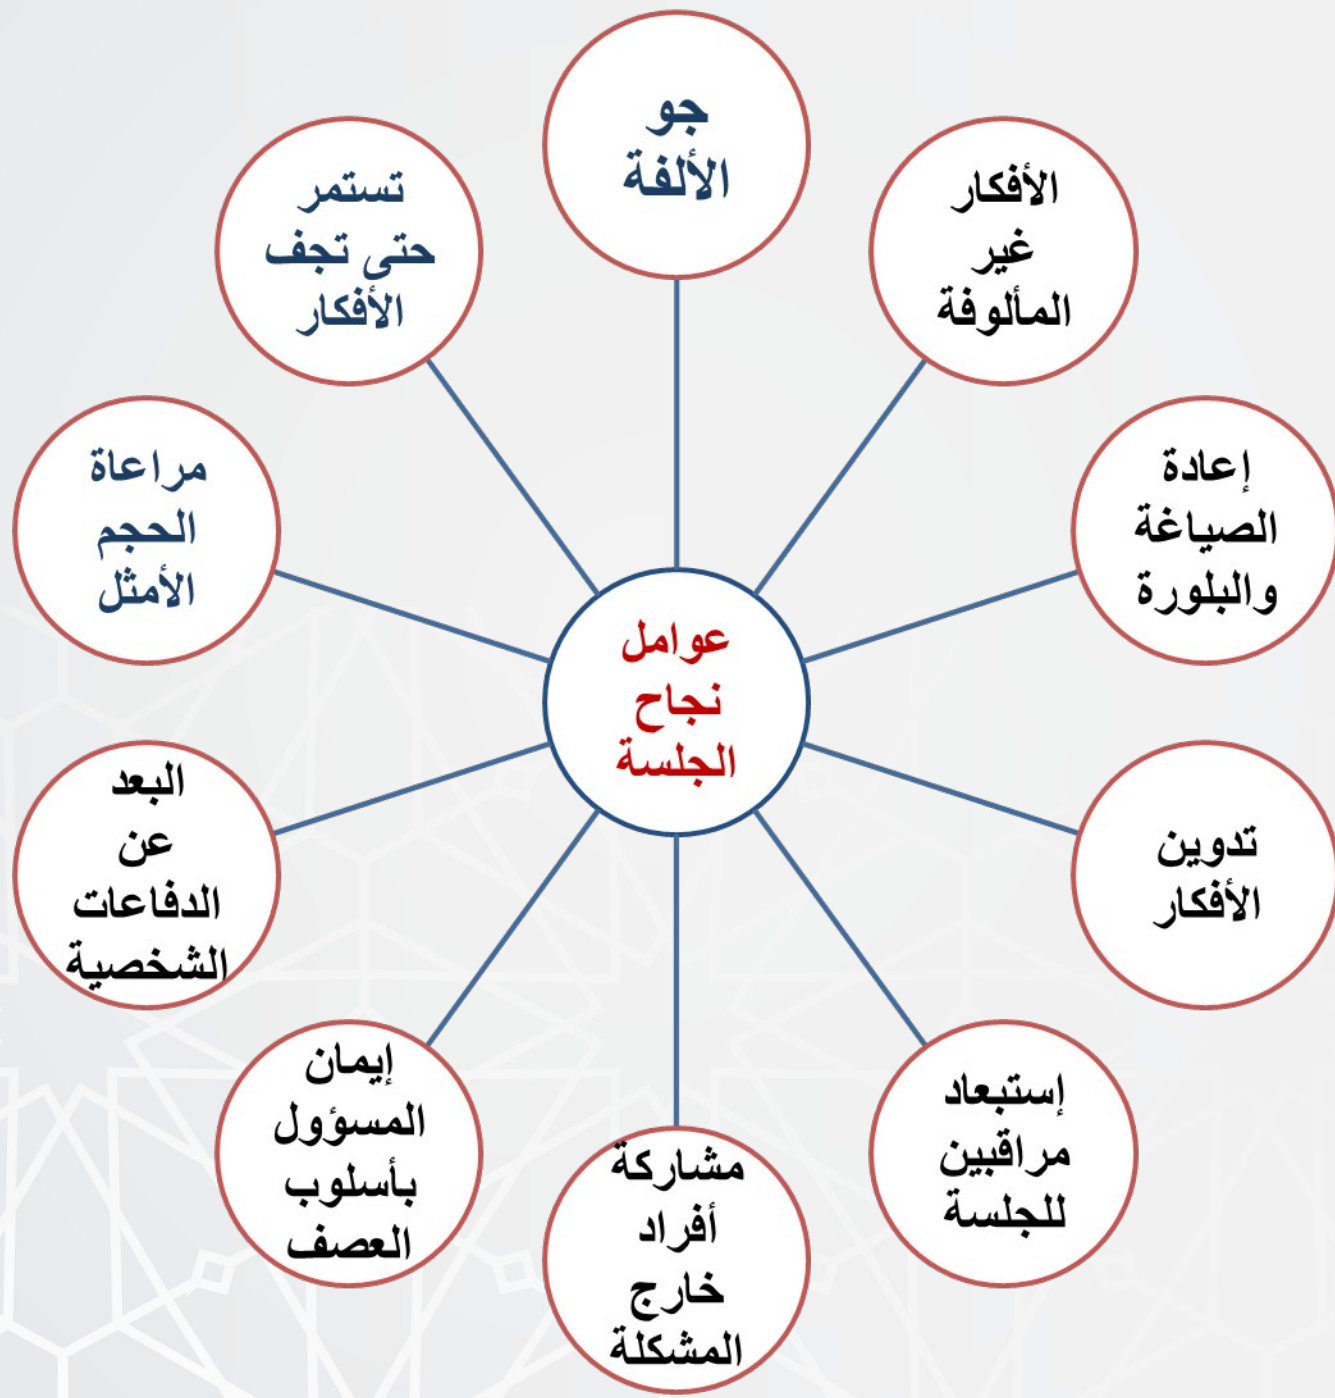 جو
الألفة
الأفكار
غير
المألوفة
إعادة
الصياغة
والبلورة
تدوين
الأفكار
إستبعاد
مراقبين
للجلسة
مشاركة
أفراد
خارج
المشكلة
إيمان
المسؤول
بأسلوب
العصف
البعد
عن
الدفاعات
الشخصية
مراعاة
الحجم
الأمثل
تستمر
حتى تجف
الأفكار
عوامل
نجاح
الجلسة